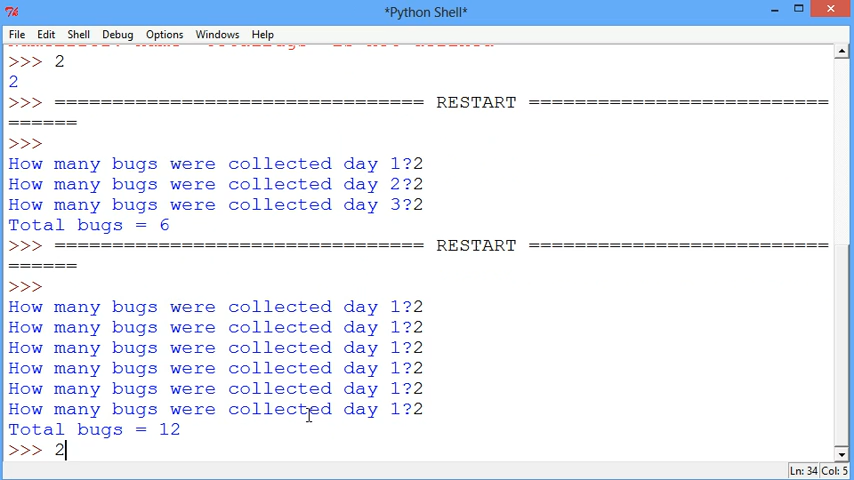 *Python Shell*
File Edit Shell Debug Options Windows Help
>>> 2
2
>>> ================================ RESTART ==========================
======
>>>
How many bugs were collected day 1?2
How many bugs were collected day 2?2
How many bugs were collected day 3?2
Total bugs = 6
>>> ================================ RESTART ==========================
======
>>>
How many bugs were collected day 1?2
How many bugs were collected day 1?2
How many bugs were collected day 1?2
How many bugs were collected day 1?2
How many bugs were collected day 1?2
How many bugs were collected day 1?2
Total bugs = 12
>>> 2
Ln: 34 Col: 5